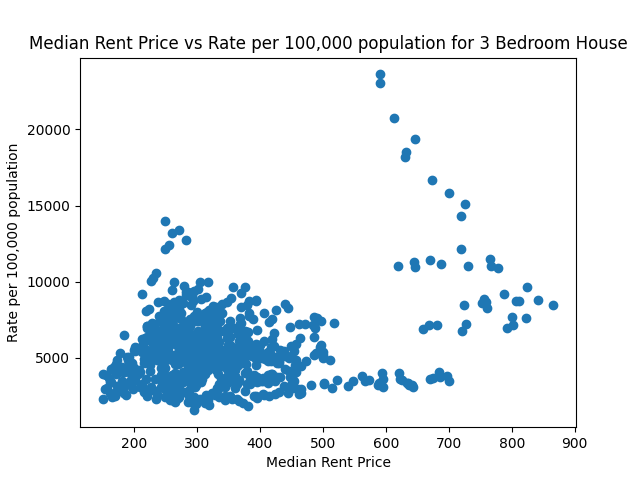 Median Rent Price vs Rate per 100,000 population for 3 Bedroom House
Rate per 100,000 population
20000
15000
10000
5000
200 300 400 500 600 700 800 900
Median Rent Price